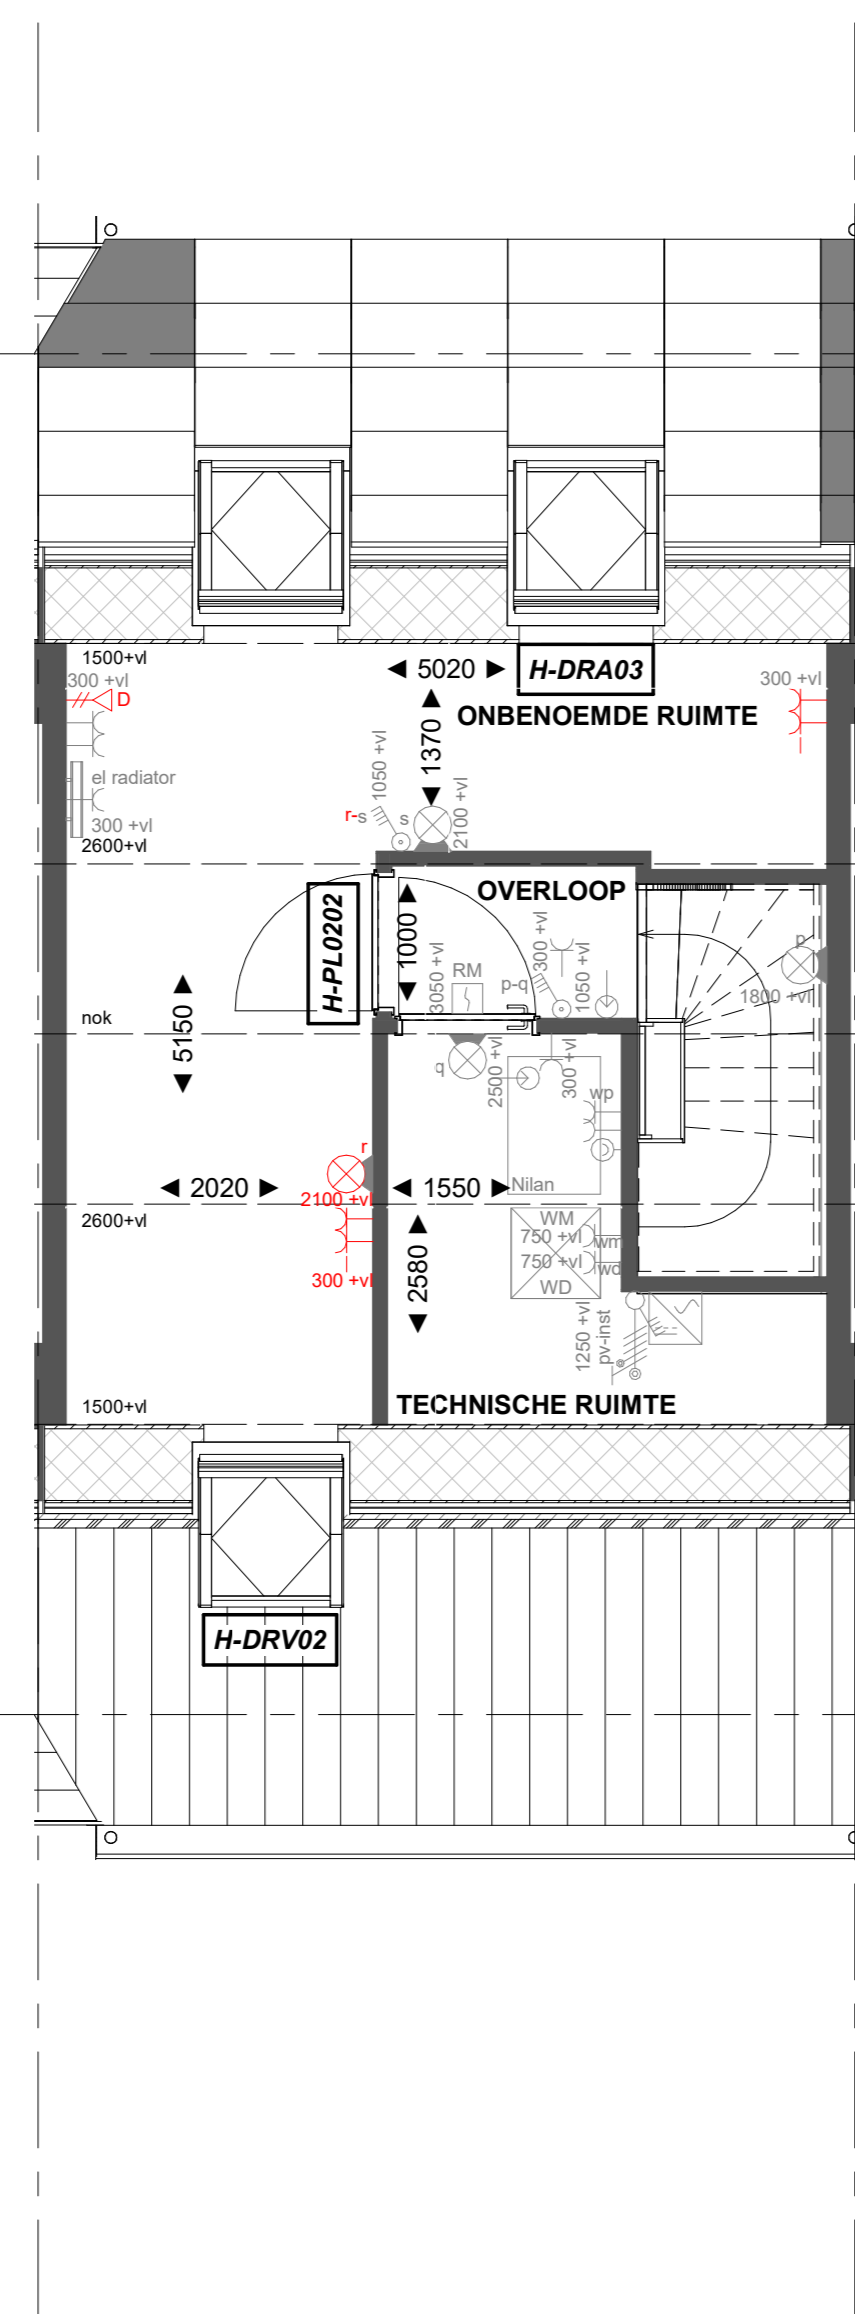 1500+vl
300 +vl
D
el radiator
300 +vl
2600+vl
5020
H-DRA03
300 +vl
ONBENOEMDE RUIMTE
1370
1050 +vl
r-s
s
2100 +vl
OVERLOOP
H-PL0202
1000
3050 +vl
RM
p-q
300 +vl
1050 +vl
p
1800 +vl
nok
5150
q
2500 +vl
300 +vl
wp
Nilan
r
2020
2100 +vl
1550
300 +vl
2600+vl
2580
WM
750 +vl
wm
750 +vl
wd
WD
1250 +vl
pv-inst
1500+vl
TECHNISCHE RUIMTE
H-DRV02